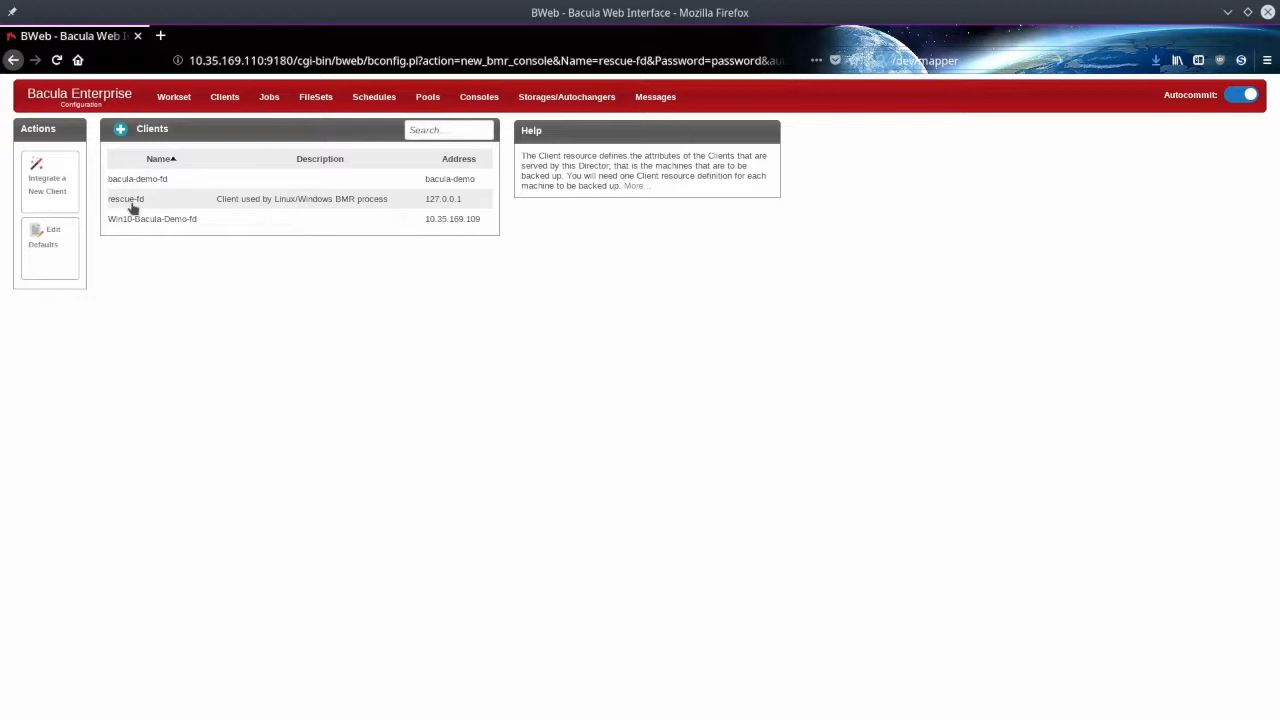 BWeb - Bacula Web Interface - Mozilla Firefox
BWeb - Bacula Web I
10.35.169.110:9180/cgi-bin/bweb/bconfig.pl?action=new_bmr_console&Name=rescue-fd&Password=password&au
/dev/mapper
Bacula Enterprise
Configuration
Workset Clients Jobs FileSets Schedules Pools Consoles Storages/Autochangers Messages
Autocommit:
Actions
Integrate a
New Client
Edit
Defaults
Clients
Search....
Name Description Address
bacula-demo-fd bacula-demo
rescue-fd Client used by Linux/Windows BMR process 127.0.0.1
Win10-Bacula-Demo-fd 10.35.169.109
Help
The Client resource defines the attributes of the Clients that are
served by this Director; that is the machines that are to be
backed up. You will need one Client resource definition for each
machine to be backed up. More...